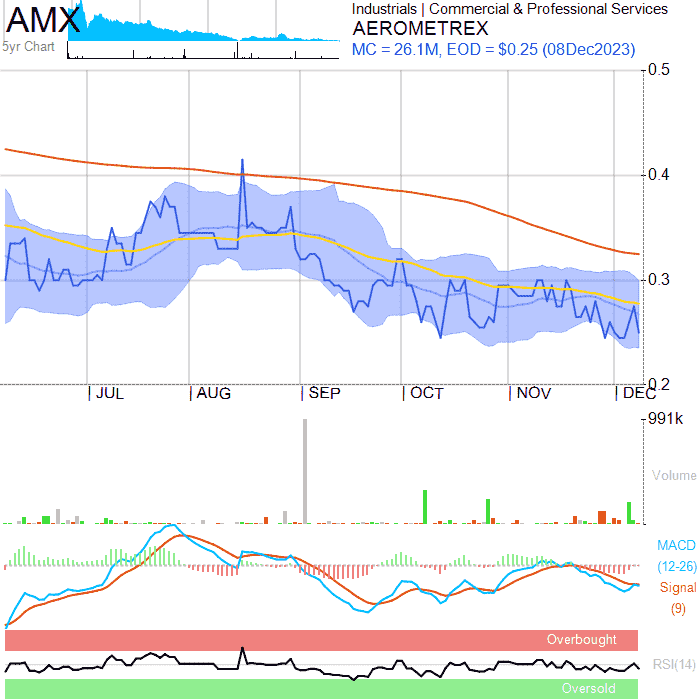 AMX
5yr Chart
Industrials | Commercial & Professional Services
AEROMETREX
MC = 26.1M, EOD = $0.25 (08Dec2023)
0.5
0.4
0.3
0.2
JUL AUG SEP OCT NOV DEC
991k
Volume
MACD
(12-26)
Signal
(9)
Overbought
RSI(14)
Oversold